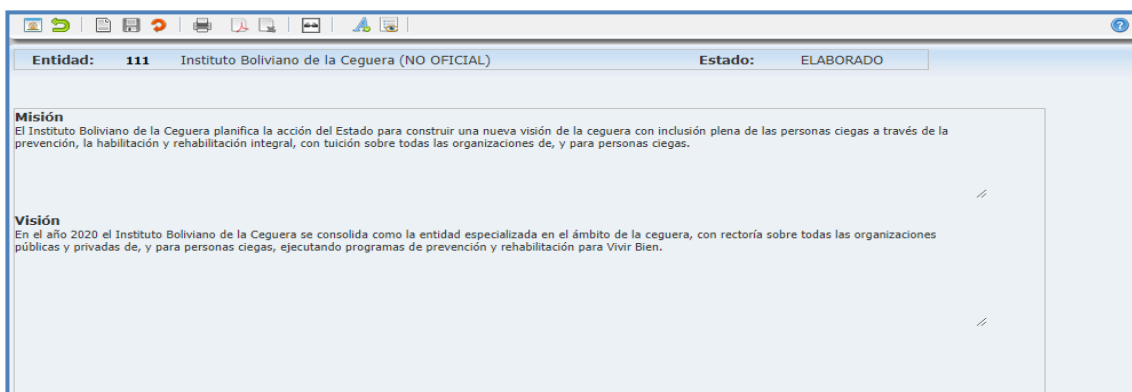 Entidad: 111 Instituto Boliviano de la Ceguera (NO OFICIAL) Estado: ELABORADO
Misión
El Instituto Boliviano de la Ceguera planifica la acción del Estado para construir una nueva visión de la ceguera con inclusión plena de las personas ciegas a través de la
prevención, la habilitación y rehabilitación integral, con tuición sobre todas las organizaciones de, y para personas ciegas.
Visión
En el año 2020 el Instituto Boliviano de la Ceguera se consolida como la entidad especializada en el ámbito de la ceguera, con rectoría sobre todas las organizaciones
públicas y privadas de, y para personas ciegas, ejecutando programas de prevención y rehabilitación para Vivir Bien.